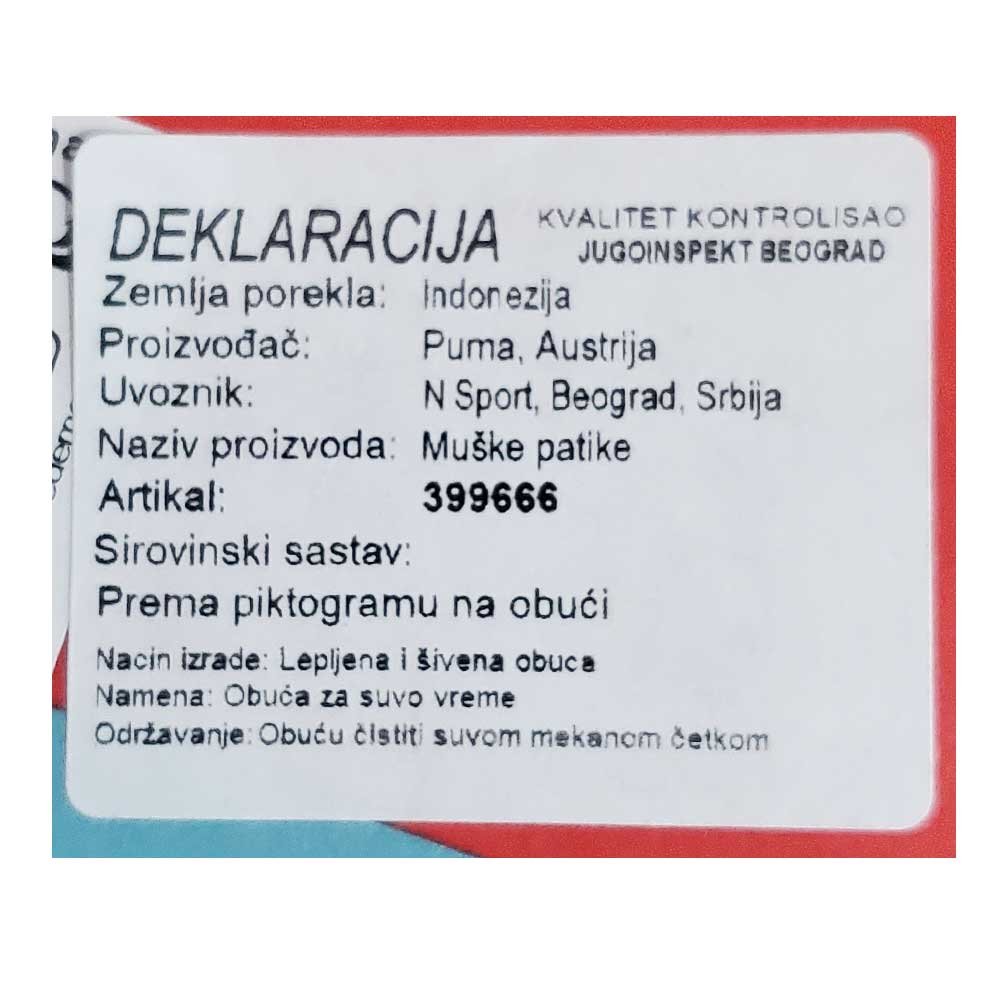 DEKLARACIJA
KVALITET KONTROLISAO
JUGOINSPEKT BEOGRAD
Zemlja porekla: Indonezija
Proizvođač: Puma, Austrija
Uvoznik: N Sport, Beograd, Srbija
Naziv proizvoda: Muške patike
Artikal: 399666
Sirovinski sastav:
Prema piktogramu na obući
Nacin izrade: Lepljena i šivena obuca
Namena: Obuća za suvo vreme
Održavanje: Obuću čistiti suvom mekanom četkom